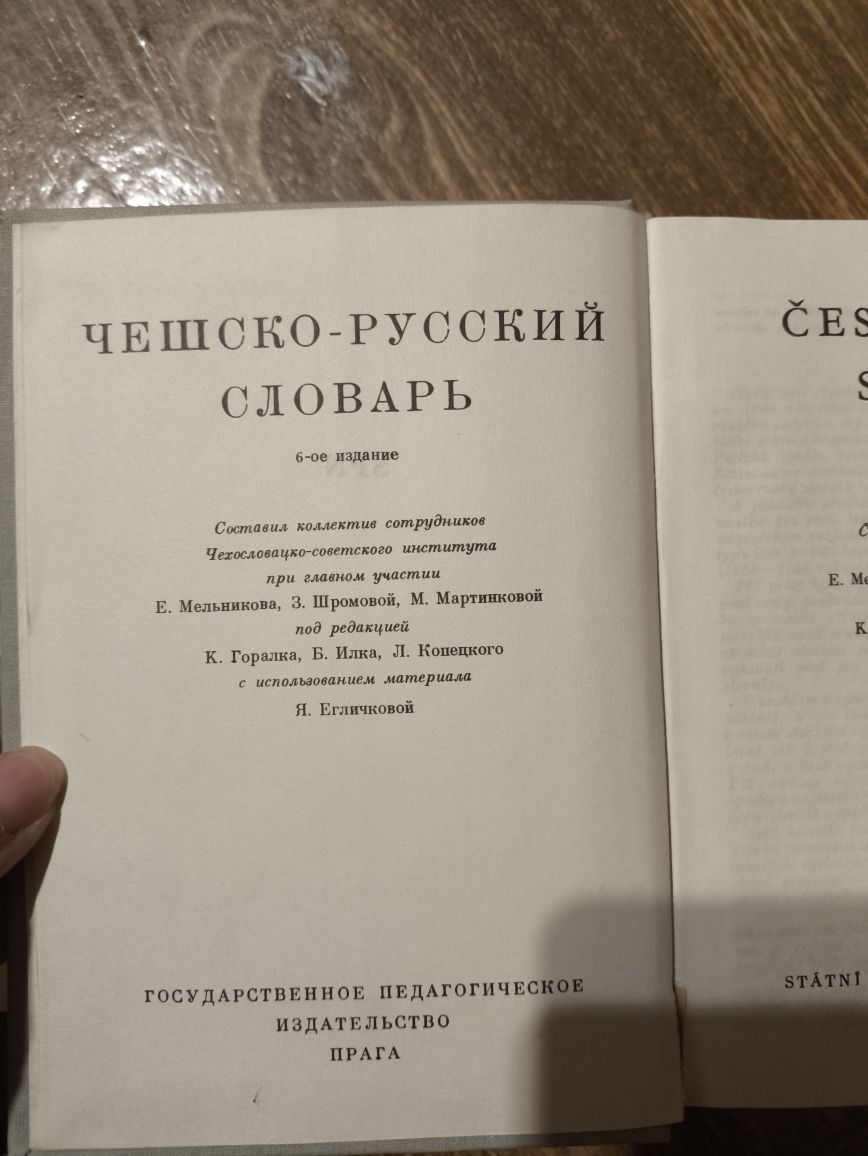 ЧЕШСКО-РУССКИЙ
СЛОВАРЬ
6-ое издание
Составил коллектив сотрудников
Чехословацко-советского института
при главном участии
Е. Мельникова, З. Шромовой, М. Мартинковой
под редакцией
К. Горалка, Б. Илка, Л. Копецкого
с использованием материала
Я. Егличковой
ГОСУДАРСТВЕННОЕ ПЕДАГОГИЧЕСКОЕ
ИЗДАТЕЛЬСТВО
ПРАГА
ČES
S
Č
E. Me
K.
STÁTNÍ